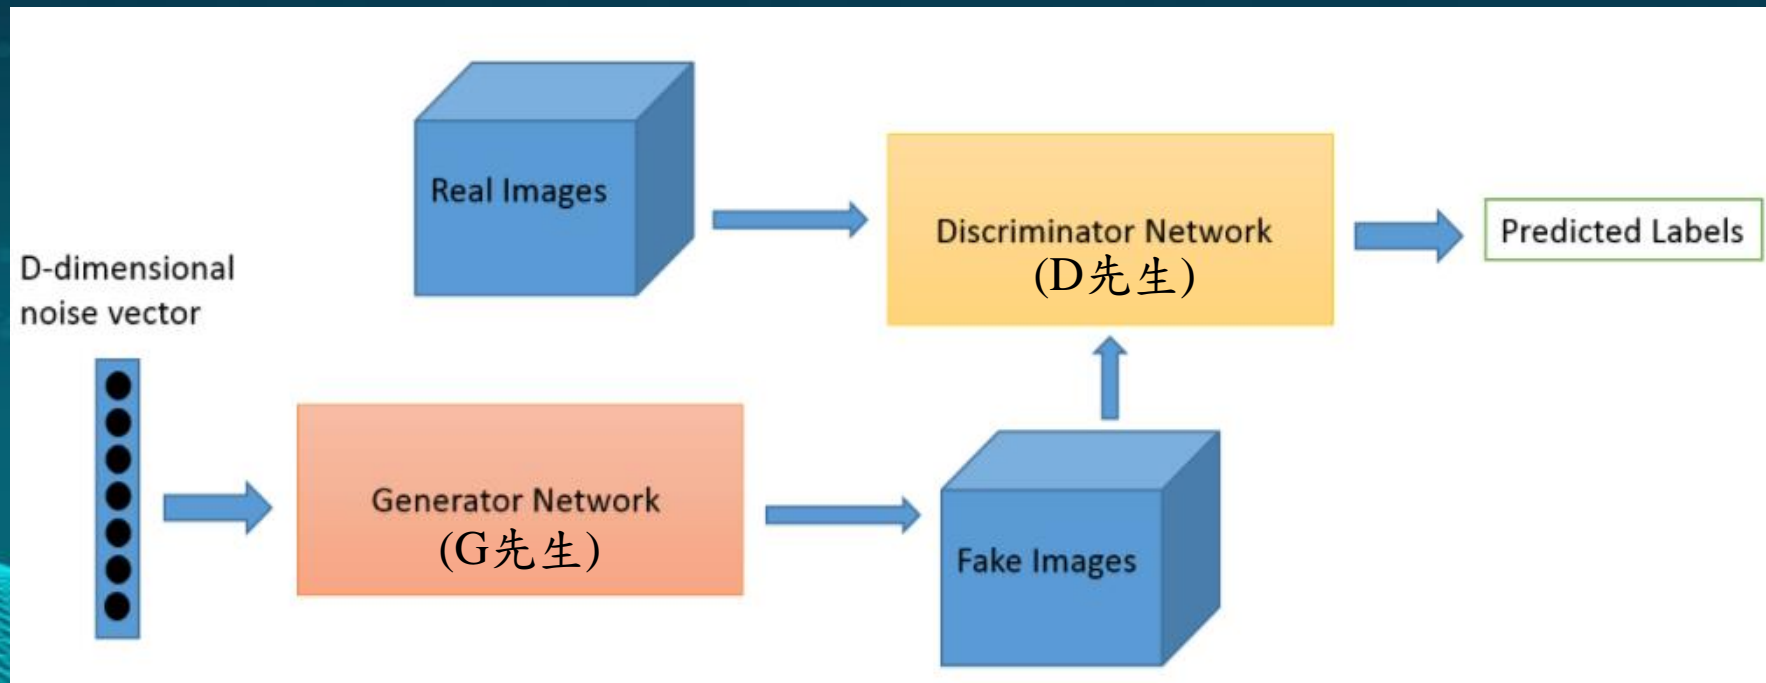 Real Images
Discriminator Network
(D先生)
Predicted Labels
D-dimensional
noise vector
Generator Network
(G先生)
Fake Images